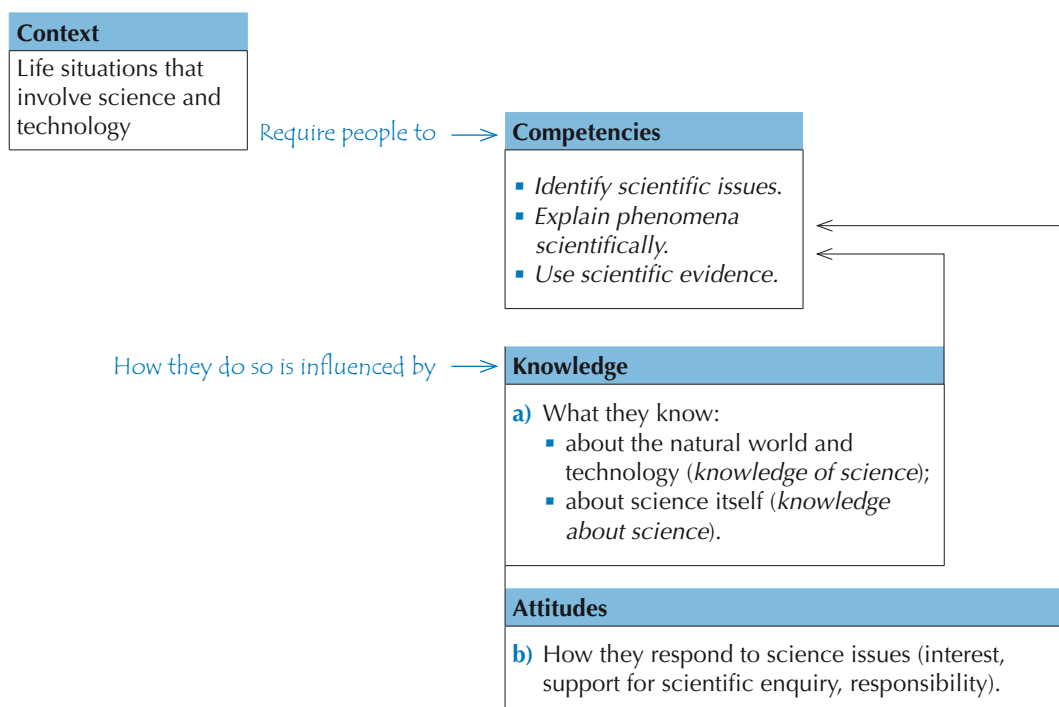 Context
Life situations that
involve science and
technology
Require people to
Competencies
▪ Identify scientific issues.
▪ Explain phenomena
scientifically.
▪ Use scientific evidence.
How they do so is influenced by
Knowledge
a) What they know:
▪ about the natural world and
technology (knowledge of science);
▪ about science itself (knowledge
about science).
Attitudes
b) How they respond to science issues (interest,
support for scientific enquiry, responsibility).